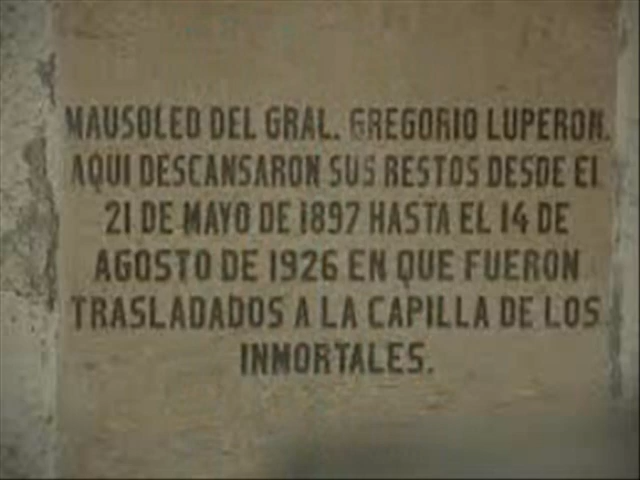 MAUSOLEO DEL GRAL. GREGORIO LUPERON.
AQUI DESCANSARON SUS RESTOS DESDE El
21 DE MAYO DE 1897 HASTA EL 14 DE
AGOSTO DE 1926 EN QUE FUERON
TRASLADADOS A LA CAPILLA DE LOS
INMORTALES.